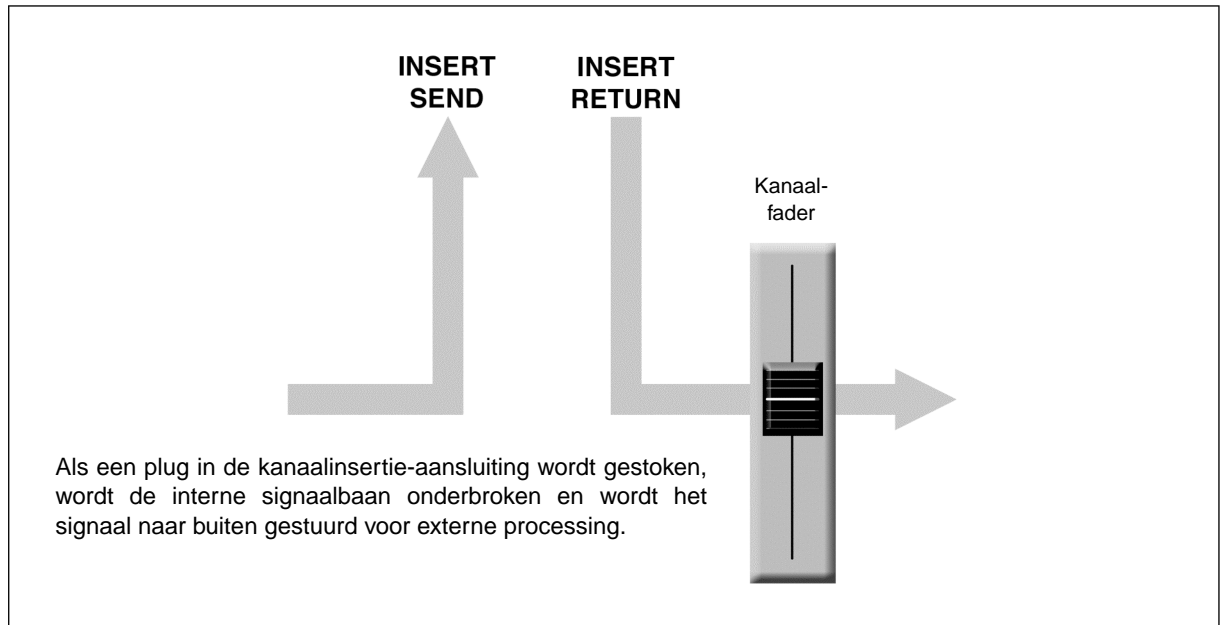 INSERT
SEND
INSERT
RETURN
Kanaal-
fader
Als een plug in de kanaalinsertie-aansluiting wordt gestoken,
wordt de interne signaalbaan onderbroken en wordt het
signaal naar buiten gestuurd voor externe processing.